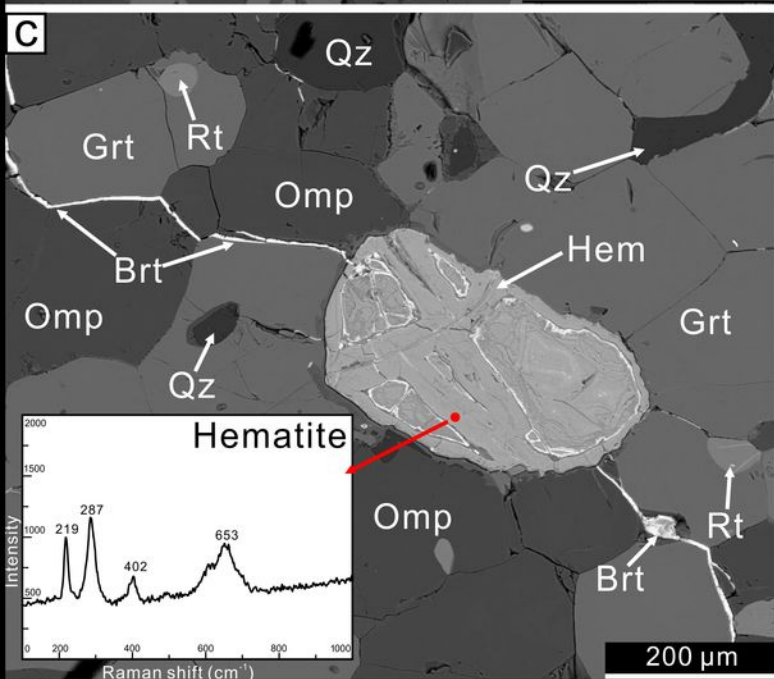 C
Qz
Rt
Grt
Qz
Omp
Hem
Brt
Omp
Grt
Qz
Hematite
2000
1500
1000
500
Intensity
219
287
402
653
200
400
600
800
1000
Raman shift (cm⁻¹)
Omp
Rt
Brt
200 µm